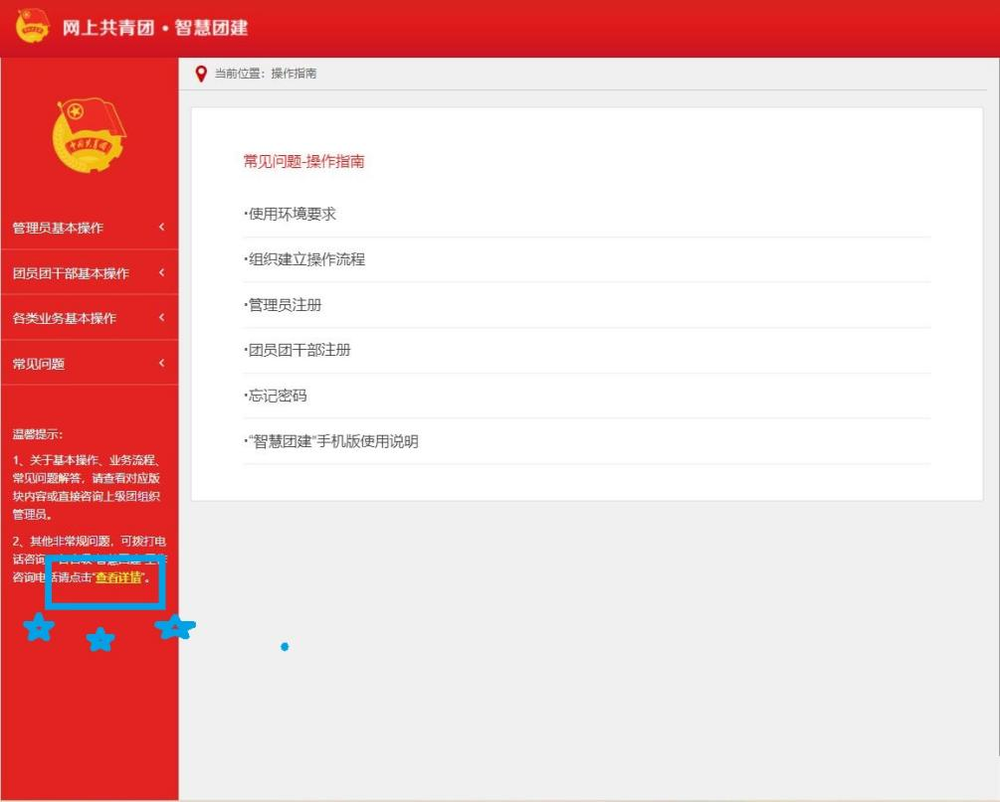 网上共青团·智慧团建
当前位置：操作指南
中国共青团
管理员基本操作
团员团干部基本操作
各类业务基本操作
常见问题
温馨提示：
1、关于基本操作、业务流程、
常见问题解答，请查看对应版
块内容或直接咨询上级团组织
管理员。
2、其他非常规问题，可拨打电
话咨询
咨询电话请点击“查看详情”。
常见问题-操作指南
·使用环境要求
·组织建立操作流程
·管理员注册
·团员团干部注册
·忘记密码
·“智慧团建”手机版使用说明